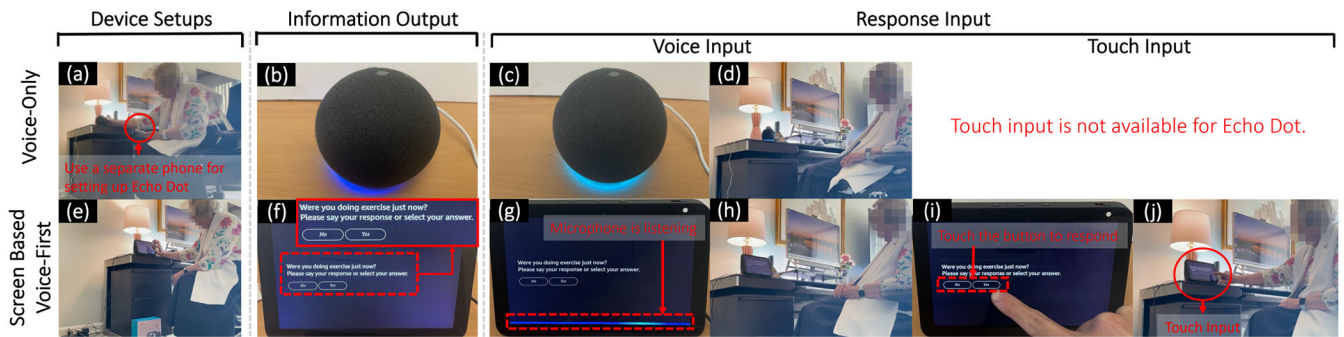 Device Setups
Information Output
Response Input
Voice Input
Touch Input
Voice-Only
(a)
Use a separate phone for
setting up Echo Dot
(b)
(c)
(d)
Touch input is not available for Echo Dot.
Screen Based
Voice-First
(e)
(f)
Were you doing exercise just now?
Please say your response or select your answer.
No Yes
Were you doing exercise just now?
Please say your response or select your answer.
No Yes
(g)
Microphone is listening
Were you doing exercise just now?
Please say your response or select your answer.
No Yes
(h)
(i)
Touch the button to respond
Were you doing exercise just now?
Please say your response or select your answer.
No Yes
(j)
Touch Input